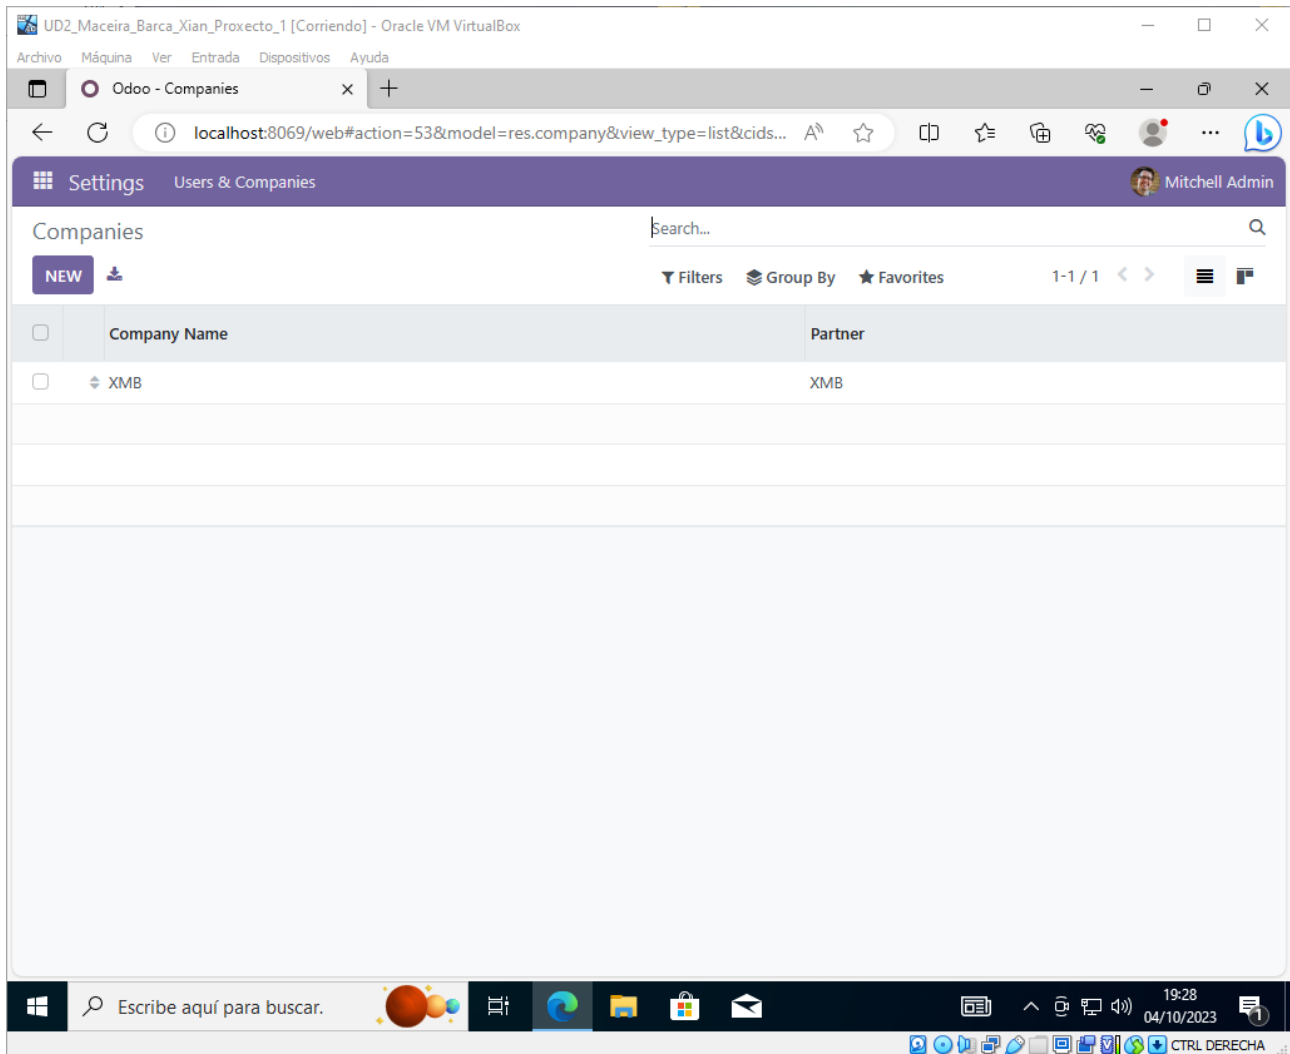 UD2_Maceira_Barca_Xian_Proxecto_1 [Corriendo] - Oracle VM VirtualBox
Archivo Máquina Ver Entrada Dispositivos Ayuda
Odoo - Companies
localhost:8069/web#action=53&model=res.company&view_type=list&cids...
Settings Users & Companies Mitchell Admin
Companies Search...
NEW Filters Group By Favorites 1-1 / 1
Company Name Partner
XMB XMB
Escribe aquí para buscar. 19:28
04/10/2023 1
CTRL DERECHA